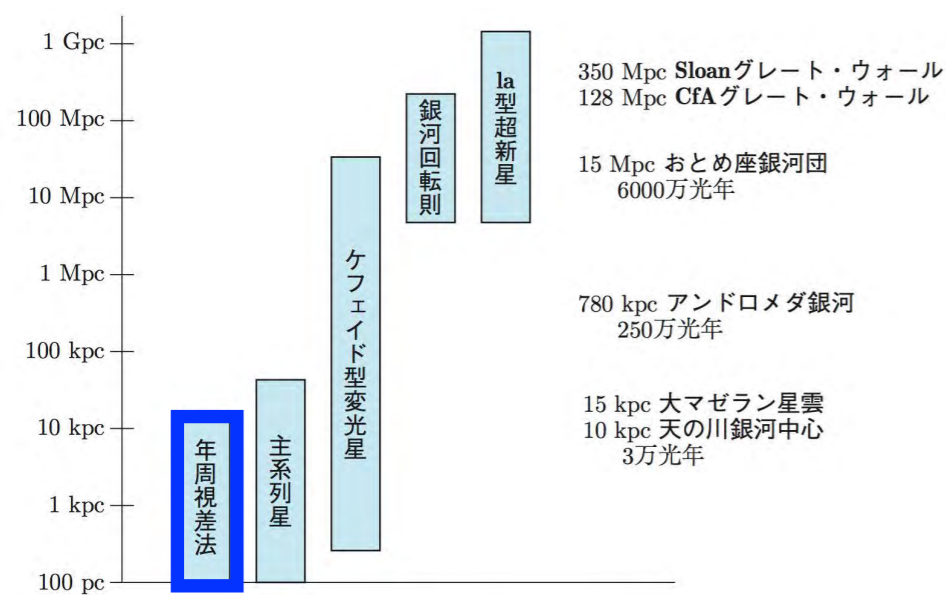 1 Gpc
100 Mpc
10 Mpc
1 Mpc
100 kpc
10 kpc
1 kpc
100 pc
年周視差法
主系列星
ケフェイド型変光星
銀河回転則
la型超新星
350 Mpc Sloanグレート・ウォール
128 Mpc CfAグレート・ウォール
15 Mpc おとめ座銀河団
6000万光年
780 kpc アンドロメダ銀河
250万光年
15 kpc 大マゼラン星雲
10 kpc 天の川銀河中心
3万光年